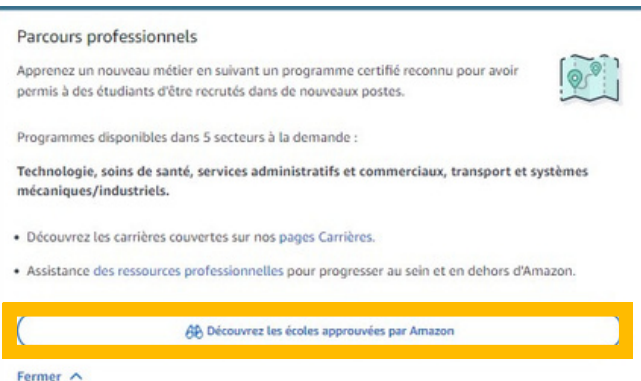 Parcours professionnels
Apprenez un nouveau métier en suivant un programme certifié reconnu pour avoir
permis à des étudiants d'être recrutés dans de nouveaux postes.
Programmes disponibles dans 5 secteurs à la demande :
Technologie, soins de santé, services administratifs et commerciaux, transport et systèmes
mécaniques/industriels.
• Découvrez les carrières couvertes sur nos pages Carrières.
• Assistance des ressources professionnelles pour progresser au sein et en dehors d'Amazon.
Découvrez les écoles approuvées par Amazon
Fermer